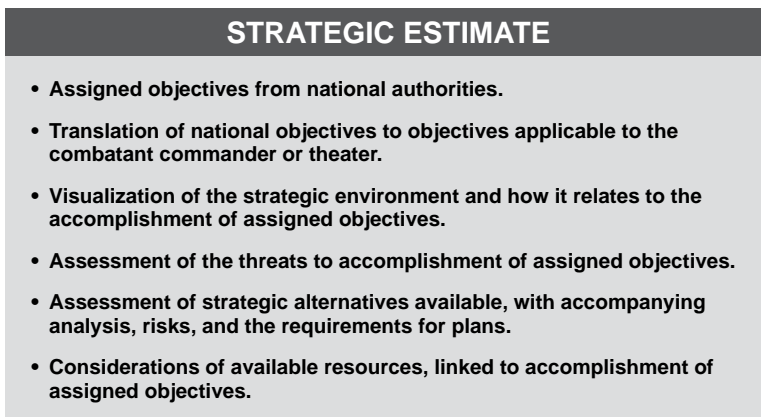 STRATEGIC ESTIMATE
• Assigned objectives from national authorities.
• Translation of national objectives to objectives applicable to the
combatant commander or theater.
• Visualization of the strategic environment and how it relates to the
accomplishment of assigned objectives.
• Assessment of the threats to accomplishment of assigned objectives.
• Assessment of strategic alternatives available, with accompanying
analysis, risks, and the requirements for plans.
• Considerations of available resources, linked to accomplishment of
assigned objectives.